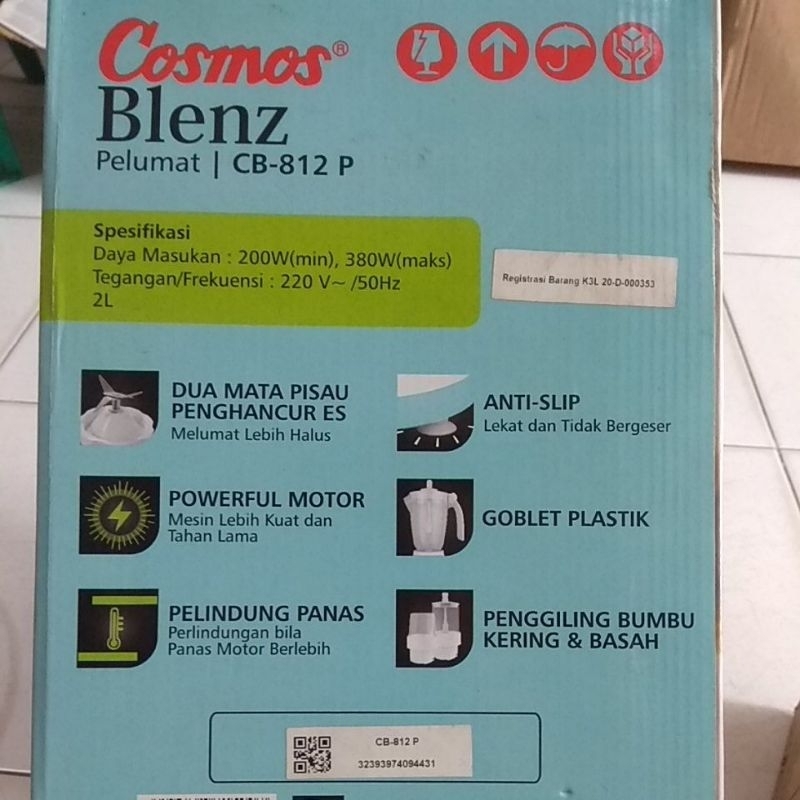 Cosmos®
Blenz
Pelumat | CB-812 P
Spesifikasi
Daya Masukan : 200W(min), 380W(maks)
Tegangan/Frekuensi : 220 V~ /50Hz
2L
Registrasi Barang K3L 20-D-000353
DUA MATA PISAU
PENGHANCUR ES
Melumat Lebih Halus
ANTI-SLIP
Lekat dan Tidak Bergeser
POWERFUL MOTOR
Mesin Lebih Kuat dan
Tahan Lama
GOBLET PLASTIK
PELINDUNG PANAS
Perlindungan bila
Panas Motor Berlebih
PENGGILING BUMBU
KERING & BASAH
CB-812 P
32393974094431